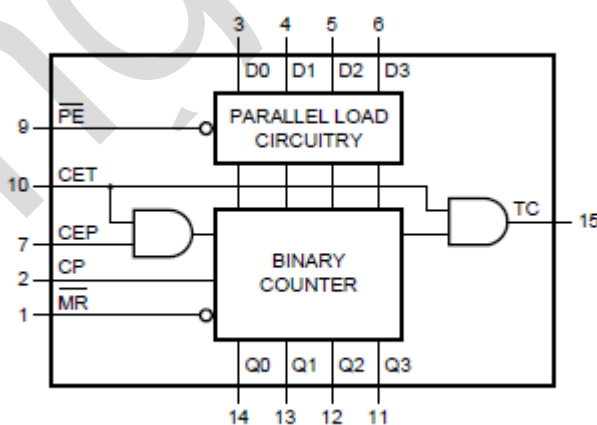 3 4 5 6
D0 D1 D2 D3
9 PE
PARALLEL LOAD
CIRCUITRY
10 CET
TC 15
7 CEP
2 CP
BINARY
COUNTER
1 MR
Q0 Q1 Q2 Q3
14 13 12 11